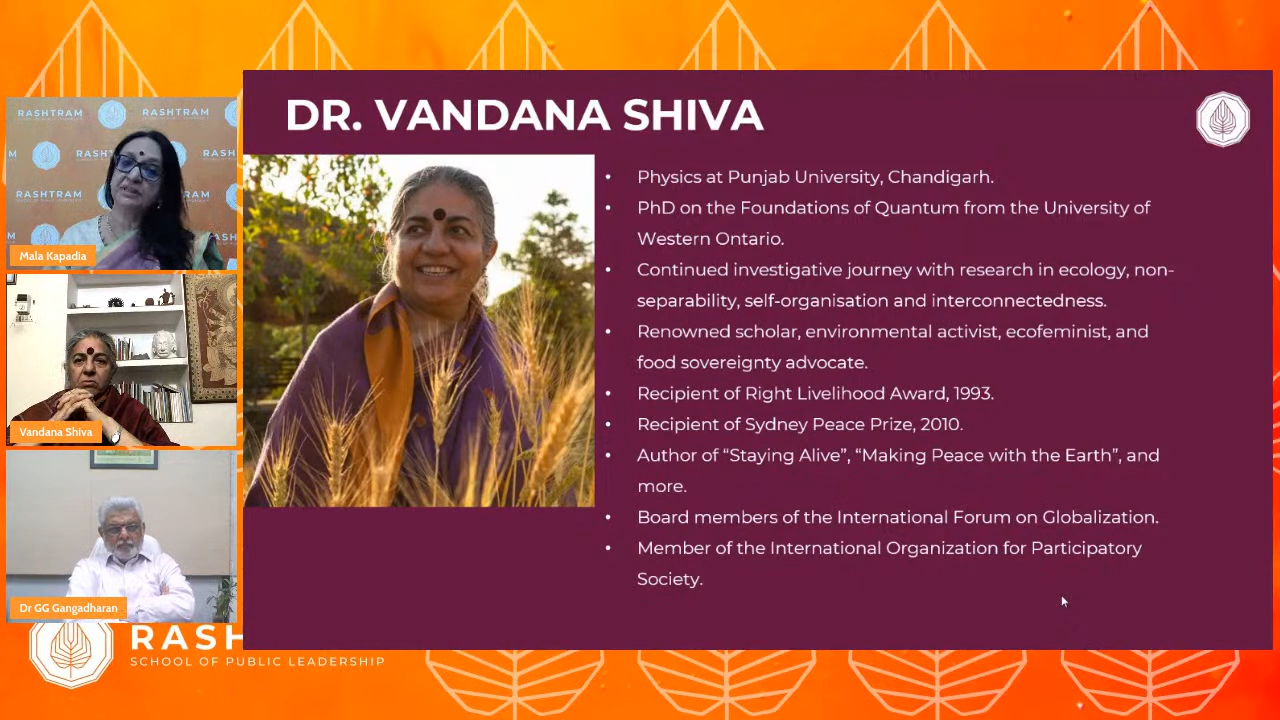 DR. VANDANA SHIVA
• Physics at Punjab University, Chandigarh.
• PhD on the Foundations of Quantum from the University of
Western Ontario.
• Continued investigative journey with research in ecology, non-
separability, self-organisation and interconnectedness.
• Renowned scholar, environmental activist, ecofeminist, and
food sovereignty advocate.
• Recipient of Right Livelihood Award, 1993.
• Recipient of Sydney Peace Prize, 2010.
• Author of “Staying Alive”, “Making Peace with the Earth”, and
more.
• Board members of the International Forum on Globalization.
• Member of the International Organization for Participatory
Society.
RASHTRAM
RASHTRAM
M
RASHT
RASH
RASHTRAM
RASHT
Mala Kapadia
Vandana Shiva
Dr GG Gangadharan
RASH
SCHOOL OF PUBLIC LEADERSHIP